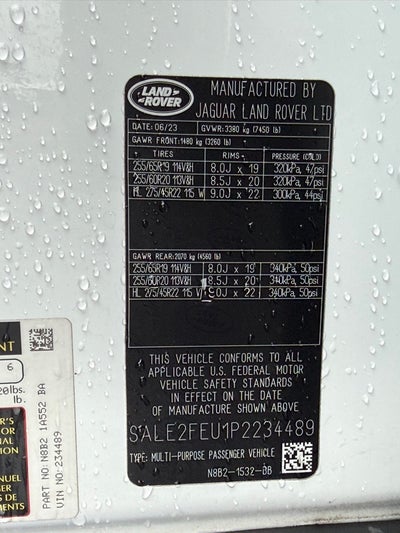 LAND ROVER
MANUFACTURED BY
JAGUAR LAND ROVER LTD
DATE: 06/23 GVWR: 3380 kg (7450 lb)
GAWR FRONT: 1480 kg (3260 lb)
TIRES RIMS PRESSURE (COLD)
255/65R19 114V&H 8.0J x 19 320kPa, 47psi
255/60R20 113V&H 8.5J x 20 320kPa, 47psi
HL 275/45R22 115 W 9.0J x 22 300kPa, 44psi
GAWR REAR: 2070 kg (4560 lb)
255/65R19 114V&H 8.0J x 19 340kPa, 50psi
255/60R20 113V&H 8.5J x 20 340kPa, 50psi
HL 275/45R22 115 9.0J x 22 340kPa, 50psi
THIS VEHICLE CONFORMS TO ALL
APPLICABLE U.S. FEDERAL MOTOR
VEHICLE SAFETY STANDARDS
IN EFFECT ON THE DATE OF
MANUFACTURE SHOWN ABOVE
SALE2FEU1P2234489
TYPE: MULTI-PURPOSE PASSENGER VEHICLE
N8B2-1532-DB
6
20lbs.
lb.
PART NO: N8B2 1A552 BA
VIN NO: 234489